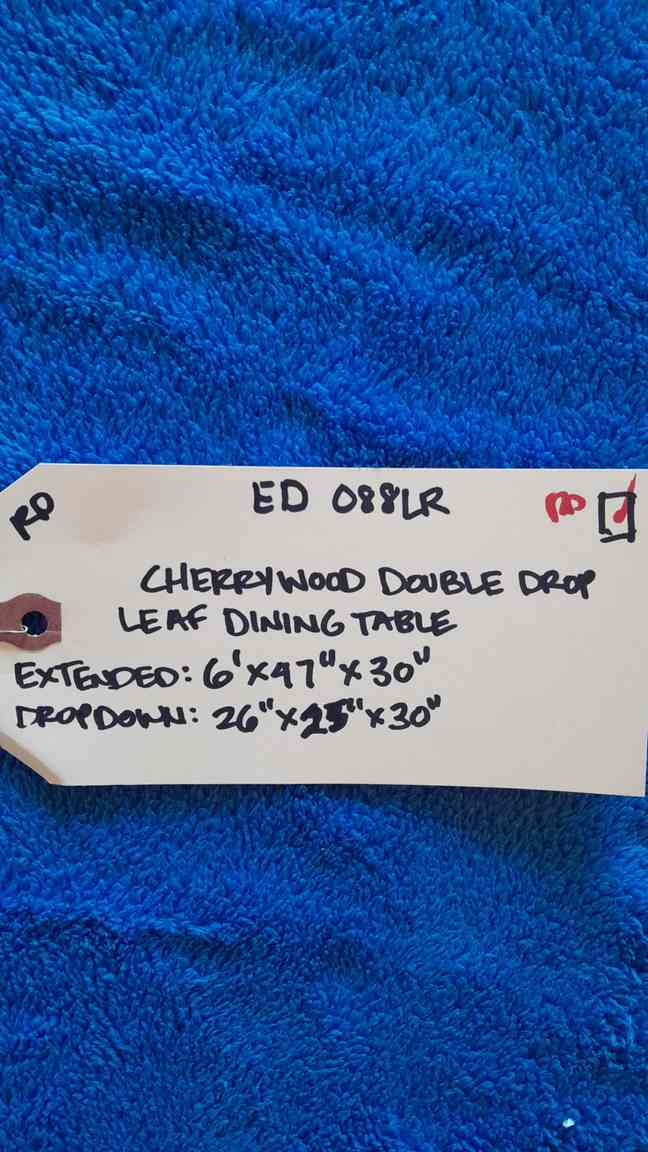 RD
ED 088LR
RD
CHERRYWOOD DOUBLE DROP
LEAF DINING TABLE
EXTENDED: 6'x47"x30"
DROPDOWN: 26"x25"x30"